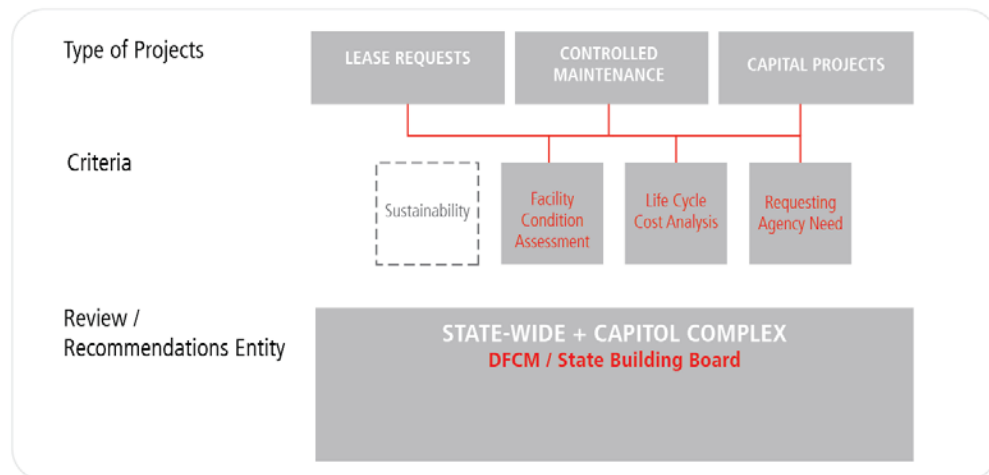 Type of Projects
LEASE REQUESTS
CONTROLLED
MAINTENANCE
CAPITAL PROJECTS
Criteria
Sustainability
Facility
Condition
Assessment
Life Cycle
Cost Analysis
Requesting
Agency Need
Review /
Recommendations Entity
STATE-WIDE + CAPITOL COMPLEX
DFCM / State Building Board